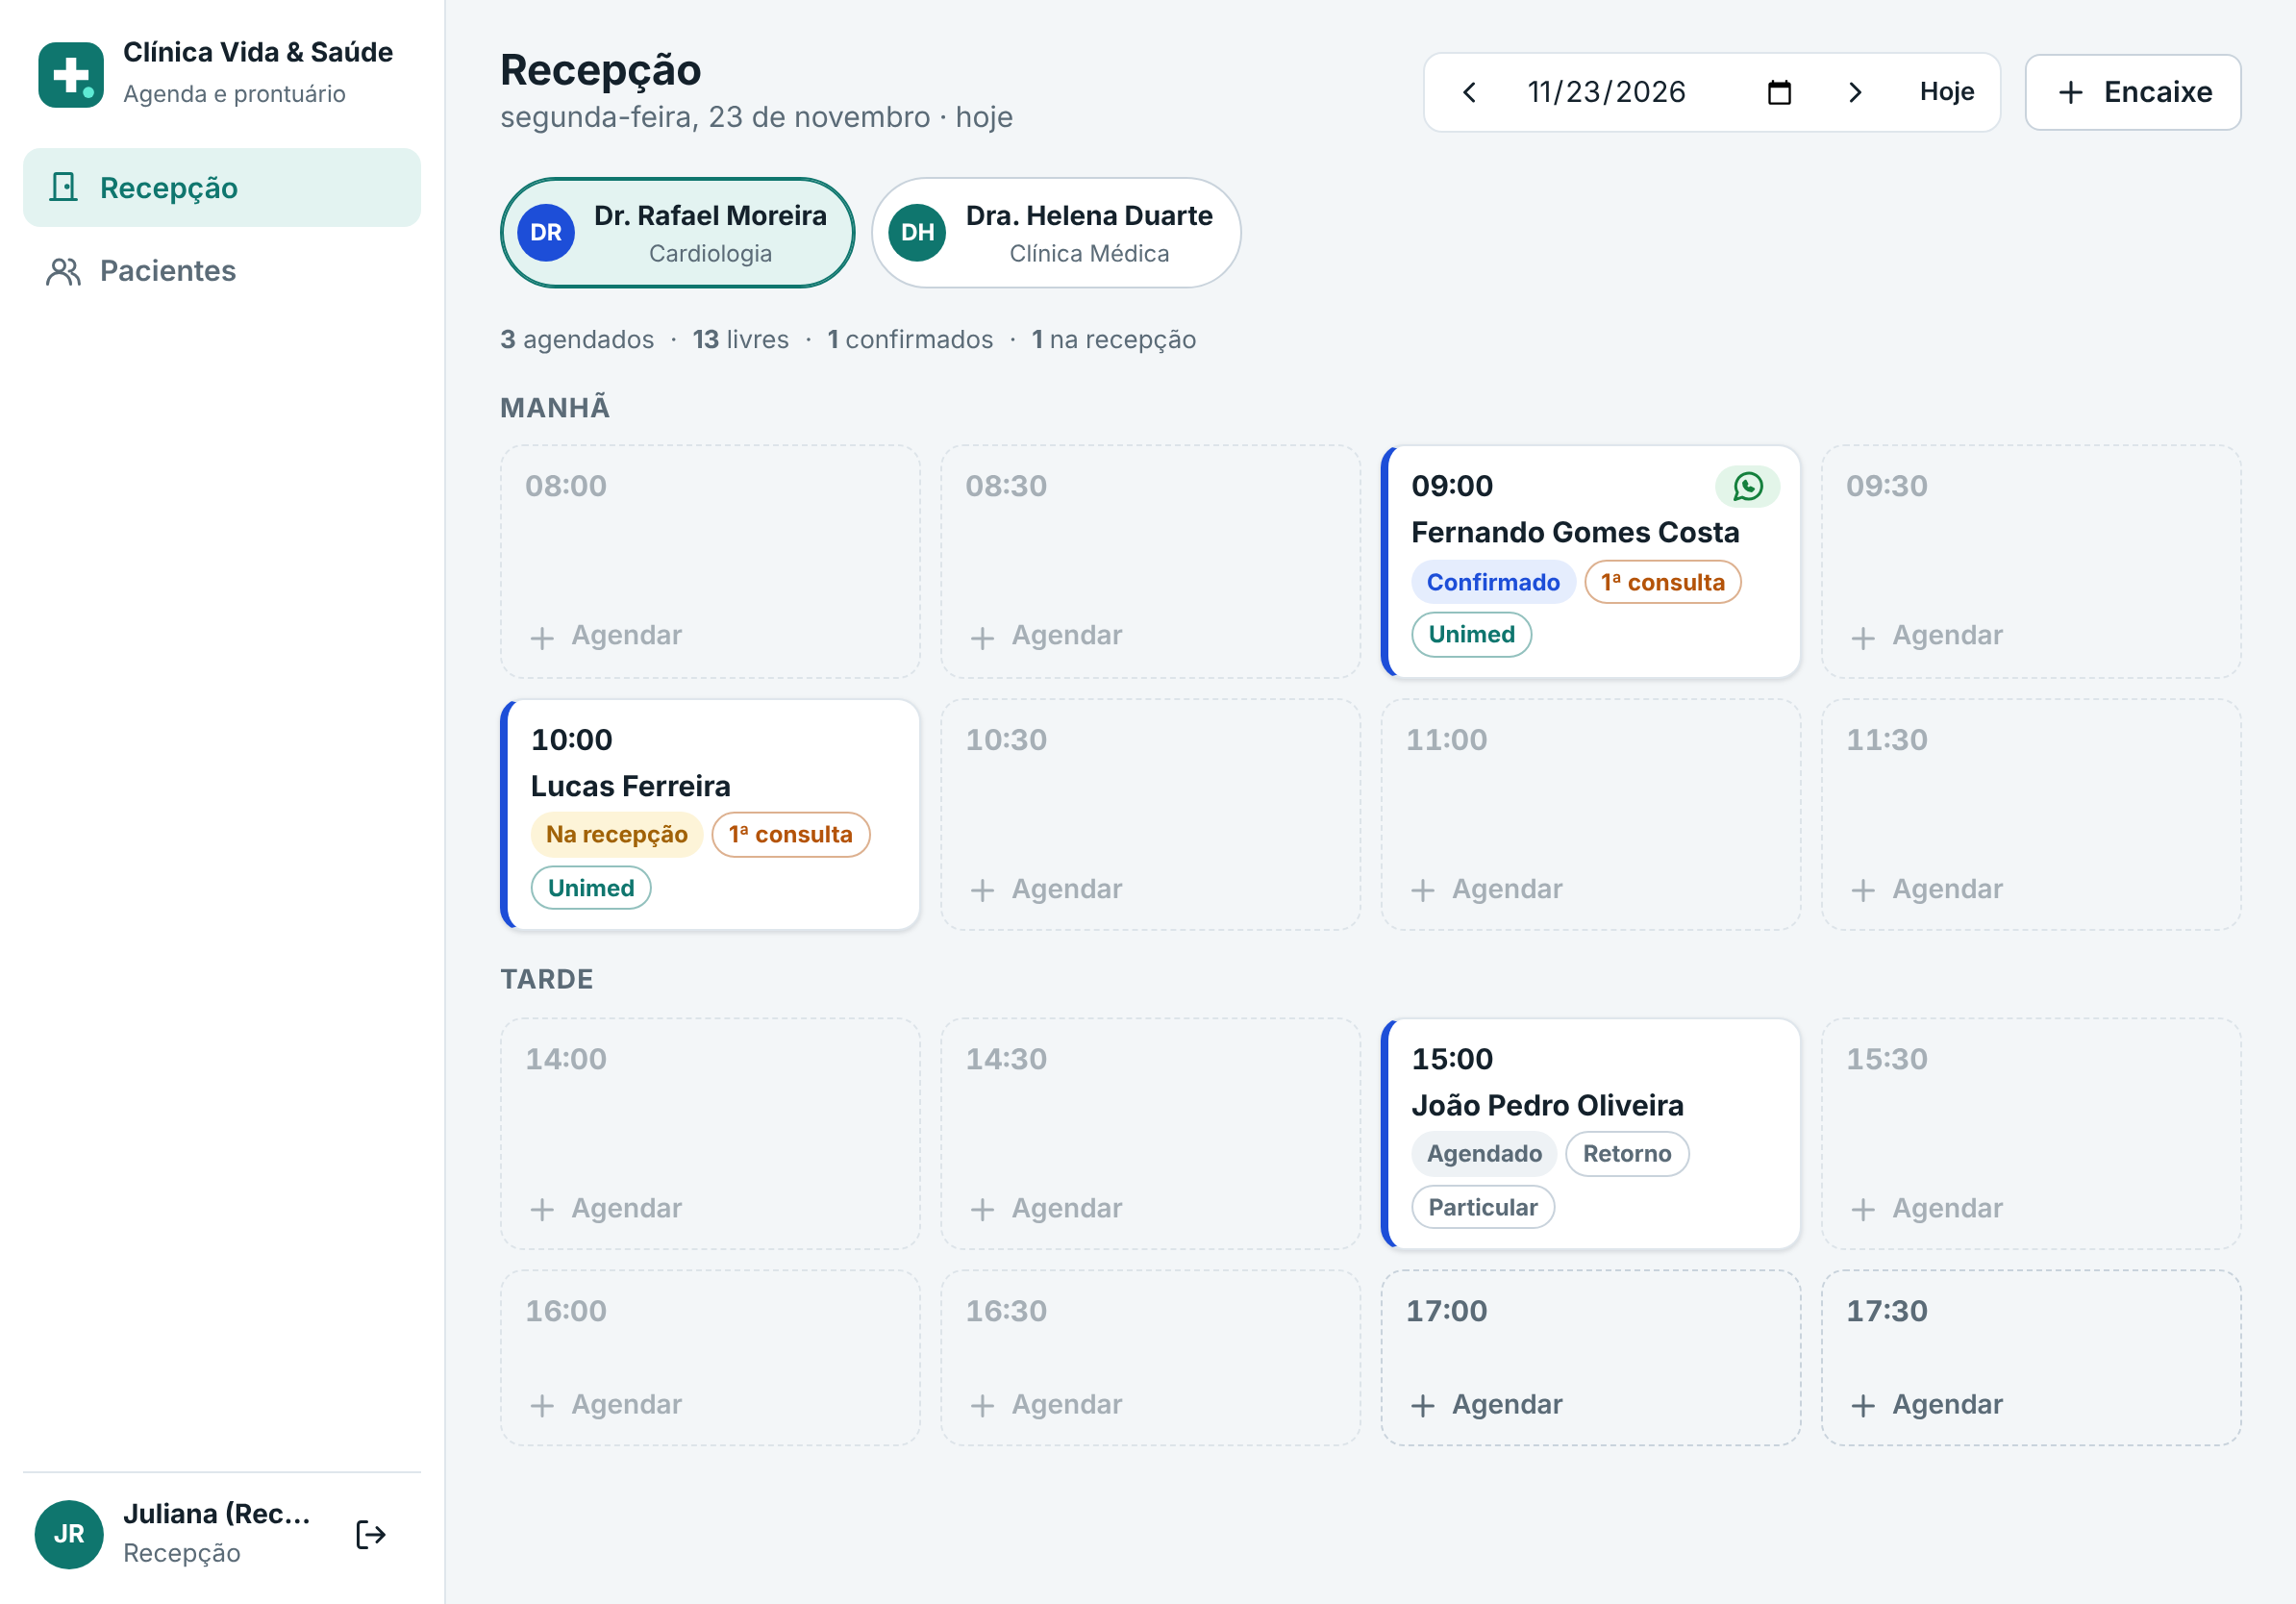 Clínica Vida & Saúde
Agenda e prontuário
Recepção
Pacientes
Juliana (Rec...
JR
Recepção
Recepção
segunda-feira, 23 de novembro · hoje
11/23/2026
Hoje
+ Encaixe
DR
Dr. Rafael Moreira
Cardiologia
DH
Dra. Helena Duarte
Clínica Médica
3 agendados · 13 livres · 1 confirmados · 1 na recepção
MANHÃ
08:00
+ Agendar
08:30
+ Agendar
09:00
Fernando Gomes Costa
Confirmado
1ª consulta
Unimed
09:30
+ Agendar
10:00
Lucas Ferreira
Na recepção
1ª consulta
Unimed
10:30
+ Agendar
11:00
+ Agendar
11:30
+ Agendar
TARDE
14:00
+ Agendar
14:30
+ Agendar
15:00
João Pedro Oliveira
Agendado
Retorno
Particular
15:30
+ Agendar
16:00
+ Agendar
16:30
+ Agendar
17:00
+ Agendar
17:30
+ Agendar